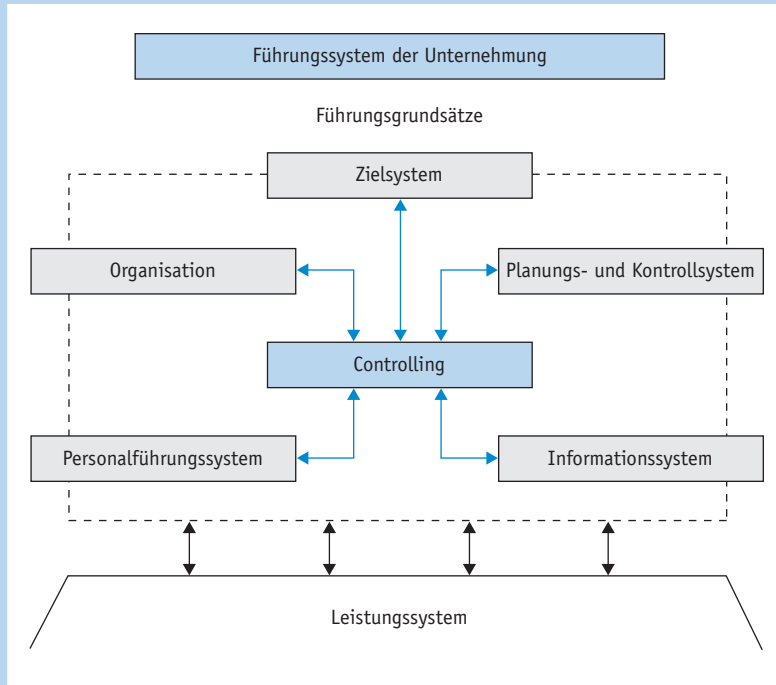 Führungssystem der Unternehmung
Führungsgrundsätze
Zielsystem
Organisation
Planungs- und Kontrollsystem
Controlling
Personalführungssystem
Informationssystem
Leistungssystem